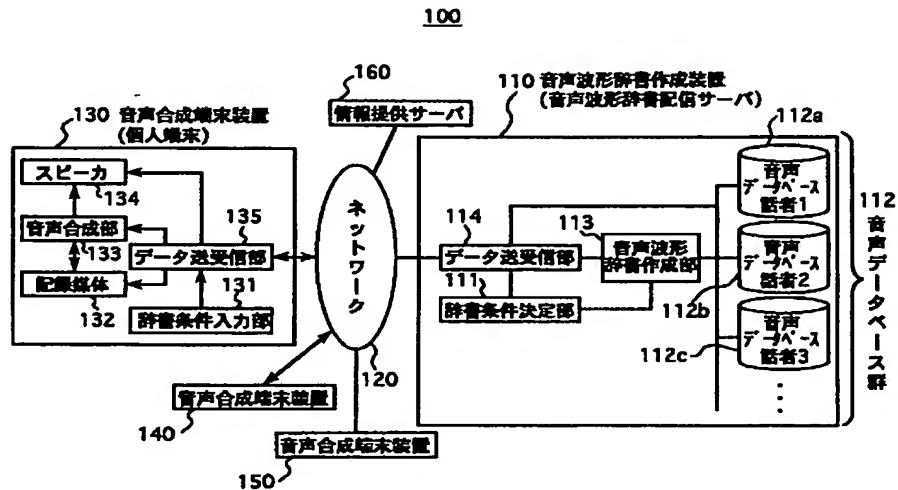 100
160
情報提供サーバ
110 音声波形辞書作成装置
(音声波形辞書配信サーバ)
130 音声合成端末装置
(個人端末)
スピーカ
134
音声合成部
133
記録媒体
132
135
データ送受信部
131
辞書条件入力部
ネットワーク
120
音声合成端末装置
140
音声合成端末装置
150
114
データ送受信部
111
辞書条件決定部
113
音声波形
辞書作成部
112a
音声
データベース
話者1
112b
音声
データベース
話者2
112c
音声
データベース
話者3
112
音声データベース群